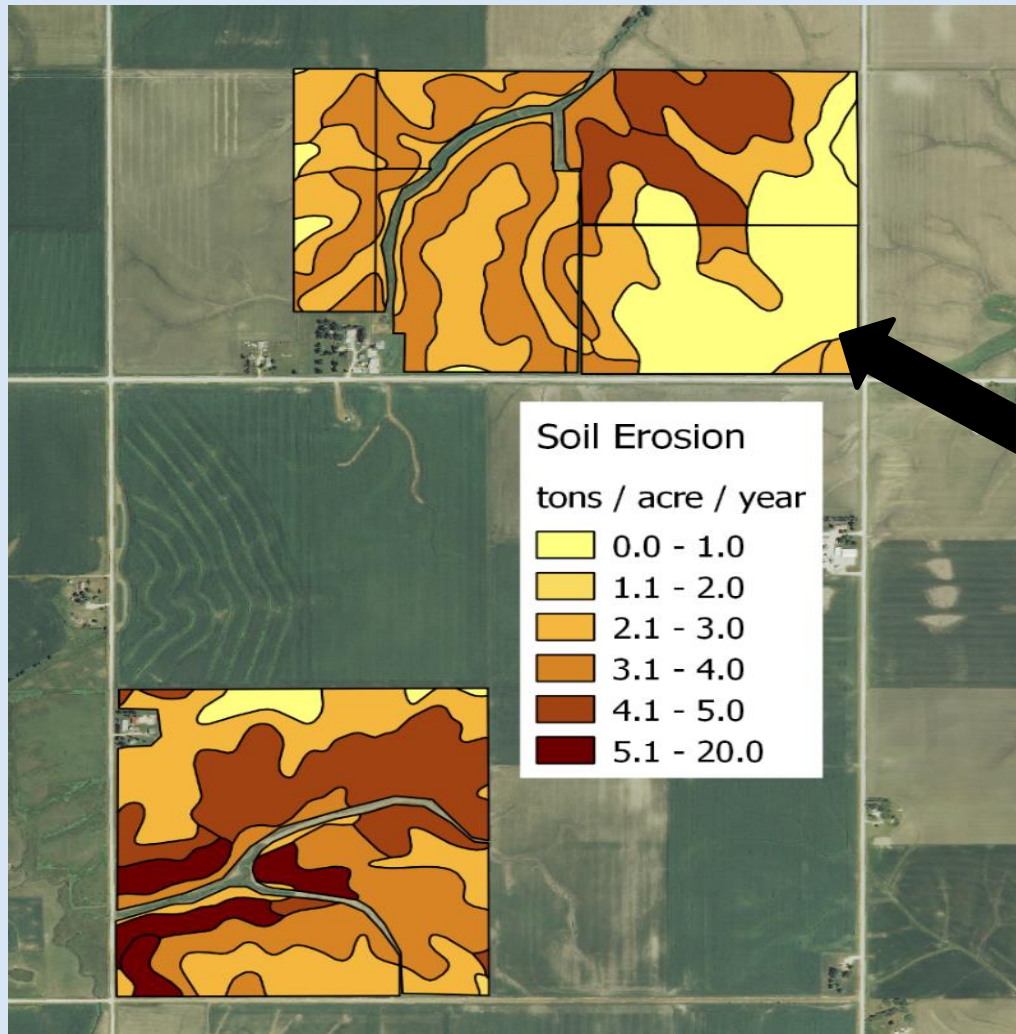 Soil Erosion
tons / acre / year
0.0 - 1.0
1.1 - 2.0
2.1 - 3.0
3.1 - 4.0
4.1 - 5.0
5.1 - 20.0